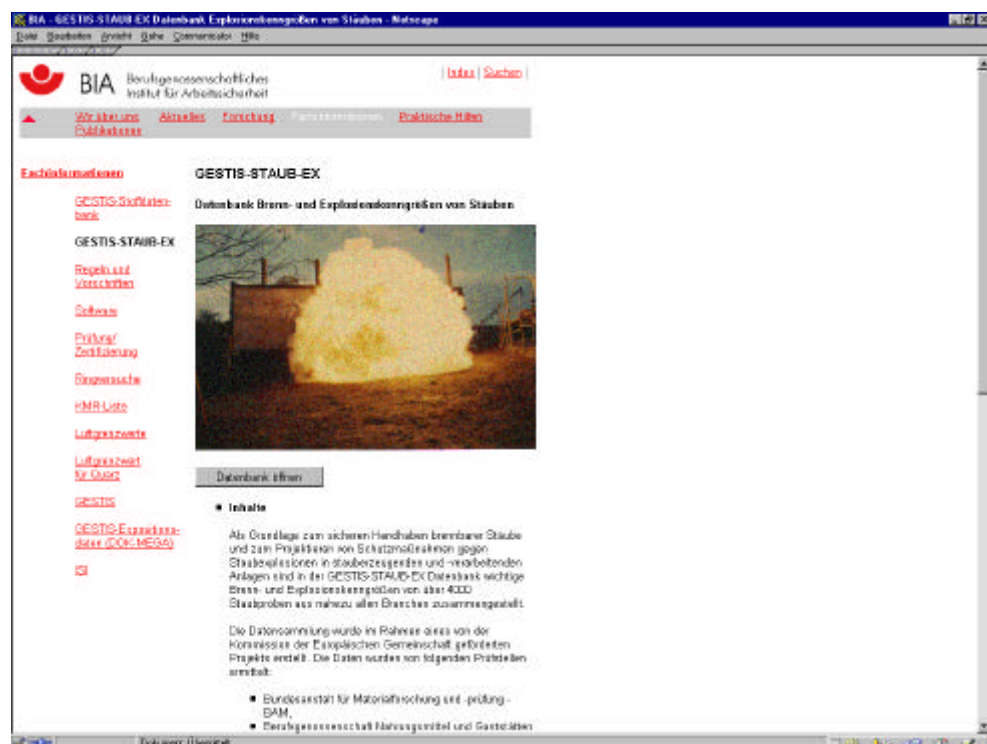 BIA - GESTIS-STAUB-EX Datenbank Explosionskenngroßen von Stäuben - Netscape
Datei Bearbeiten Ansicht Gehe Communicator Hilfe
| Index | Suchen |
BIA Berufsgenossenschaftliches
Institut für Arbeitssicherheit
Wir über uns Aktuelles Forschung Fachinformationen Praktische Hilfen
Publikationen
Fachinformationen
GESTIS-Stoffdaten-
bank
GESTIS-STAUB-EX
Regeln und
Vorschriften
Software
Prüfung/
Zertifizierung
Ringversuche
KMR-Liste
Luftgrenzwerte
Luftgrenzwert
für Quarz
GESTIS
GESTIS-Expositions-
daten (DOK-MEGA)
ISI
GESTIS-STAUB-EX
Datenbank Brenn- und Explosionskenngrößen von Stäuben
Datenbank öffnen
Inhalte
Als Grundlage zum sicheren Handhaben brennbarer Stäube
und zum Projektieren von Schutzmaßnahmen gegen
Staubexplosionen in stauberzeugenden und -verarbeitenden
Anlagen sind in der GESTIS-STAUB-EX Datenbank wichtige
Brenn- und Explosionskenngrößen von über 4000
Staubproben aus nahezu allen Branchen zusammengestellt.
Die Datensammlung wurde im Rahmen eines von der
Kommission der Europäischen Gemeinschaft geförderten
Projekts erstellt. Die Daten wurden von folgenden Prüfstellen
ermittelt:
Bundesanstalt für Materialforschung und -prüfung -
BAM,
Berufsgenossenschaft Nahrungsmittel und Gaststätten
Dokument: Übermittelt